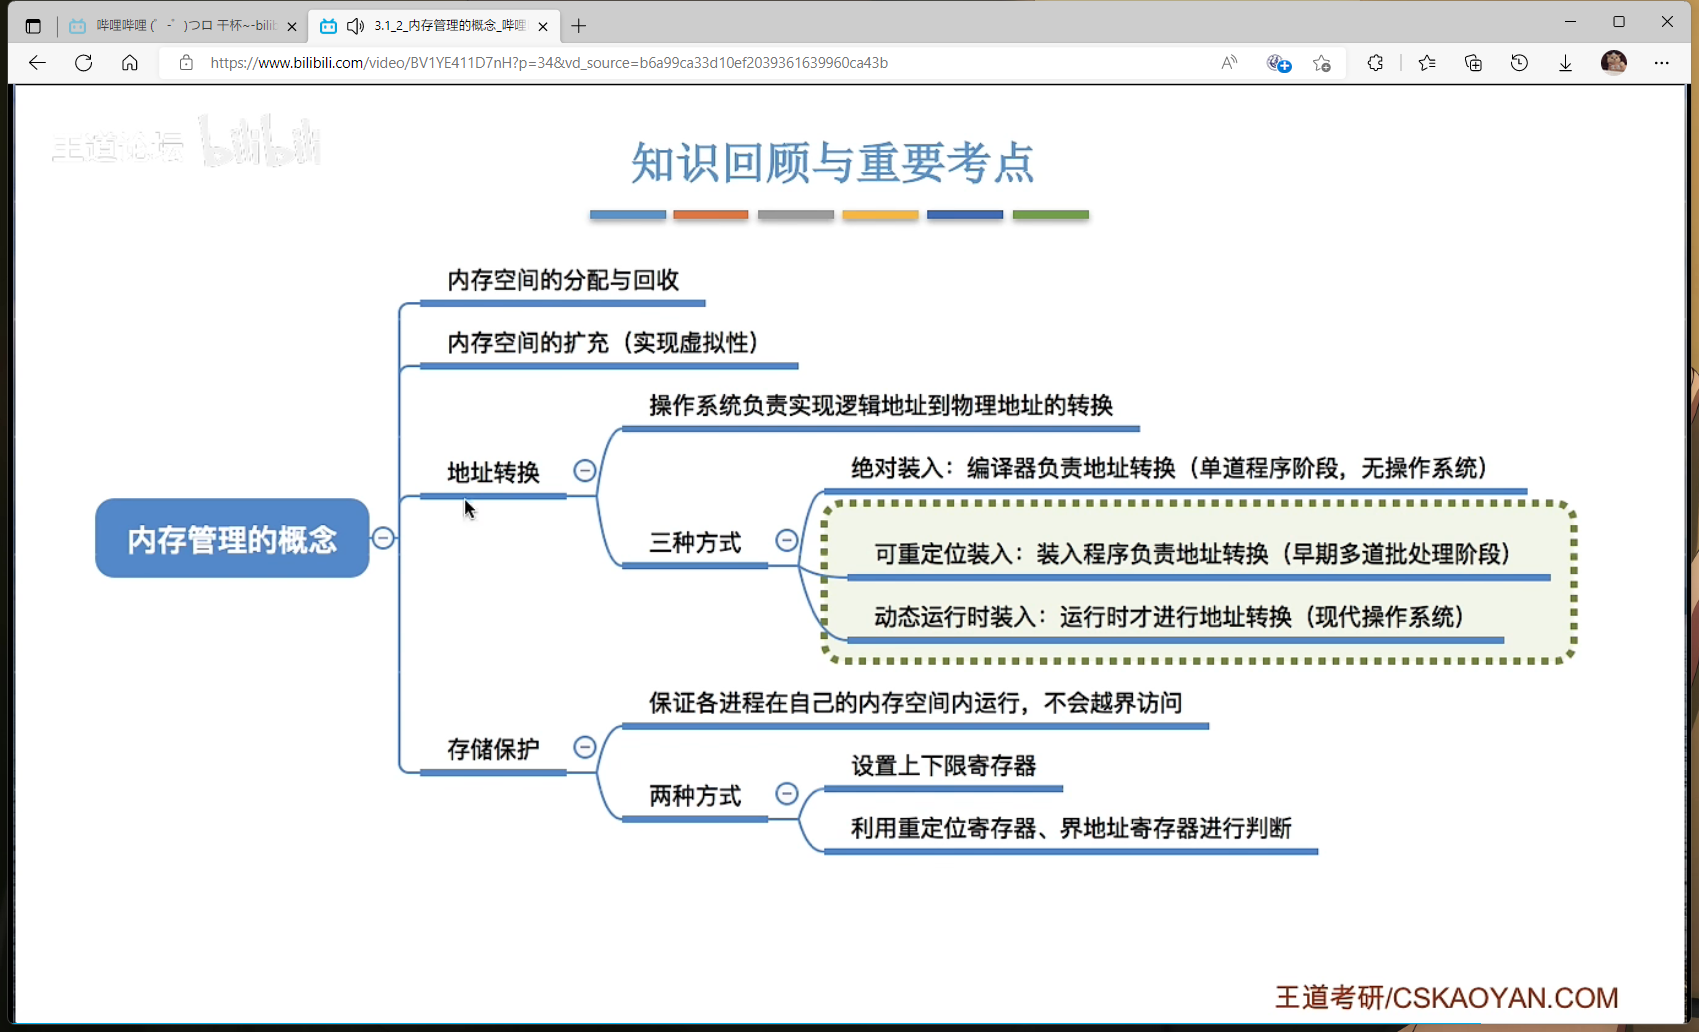 哔哩哔哩 (゜-゜)つロ 干杯~-bilib
3.1_2_内存管理的概念_哔哩
https://www.bilibili.com/video/BV1YE411D7nH?p=34&vd_source=b6a99ca33d10ef2039361639960ca43b
王道论坛 bilibili
知识回顾与重要考点
内存空间的分配与回收
内存空间的扩充（实现虚拟性）
操作系统负责实现逻辑地址到物理地址的转换
地址转换
绝对装入：编译器负责地址转换（单道程序阶段，无操作系统）
内存管理的概念
三种方式
可重定位装入：装入程序负责地址转换（早期多道批处理阶段）
动态运行时装入：运行时才进行地址转换（现代操作系统）
保证各进程在自己的内存空间内运行，不会越界访问
存储保护
设置上下限寄存器
两种方式
利用重定位寄存器、界地址寄存器进行判断
王道考研/CSKAOYAN.COM